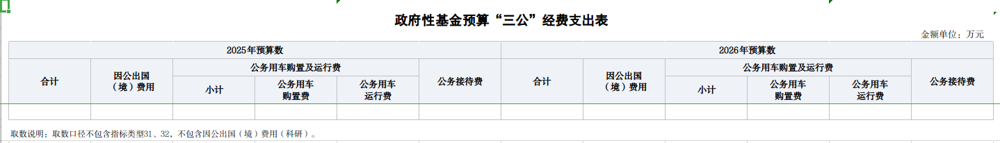 政府性基金预算“三公”经费支出表
金额单位：万元
2025年预算数 2026年预算数
合计 因公出国（境）费用 公务用车购置及运行费 公务接待费 合计 因公出国（境）费用 公务用车购置及运行费 公务接待费
小计 公务用车购置费 公务用车运行费 小计 公务用车购置费 公务用车运行费
取数说明：取数口径不包含指标类型31、32，不包含因公出国（境）费用（科研）。